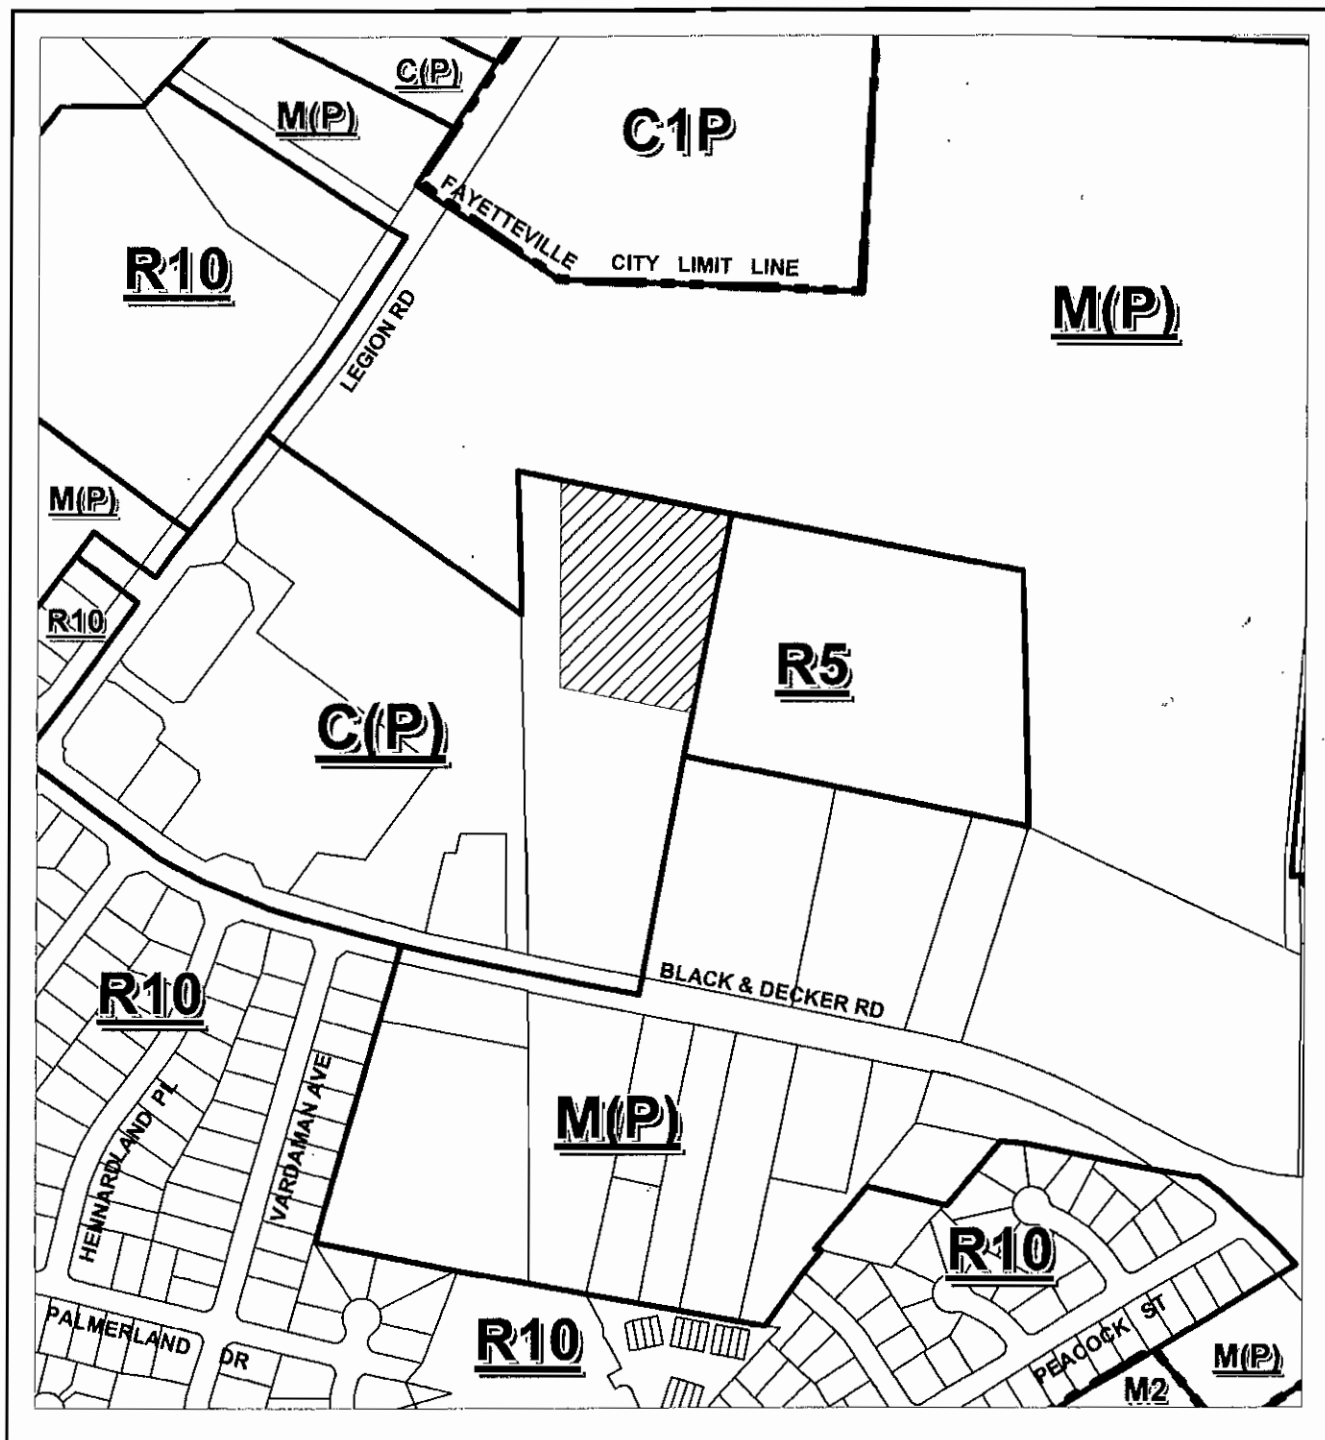 C(P)
M(P)
C1P
FAYETTEVILLE CITY LIMIT LINE
R10
LEGION RD
M(P)
M(P)
R10
R5
C(P)
R10
BLACK & DECKER RD
M(P)
HENNARDLAND PL
VARDAMAN AVE
R10
PALMERLAND DR
R10
PEACOCK ST
M(P)
M2